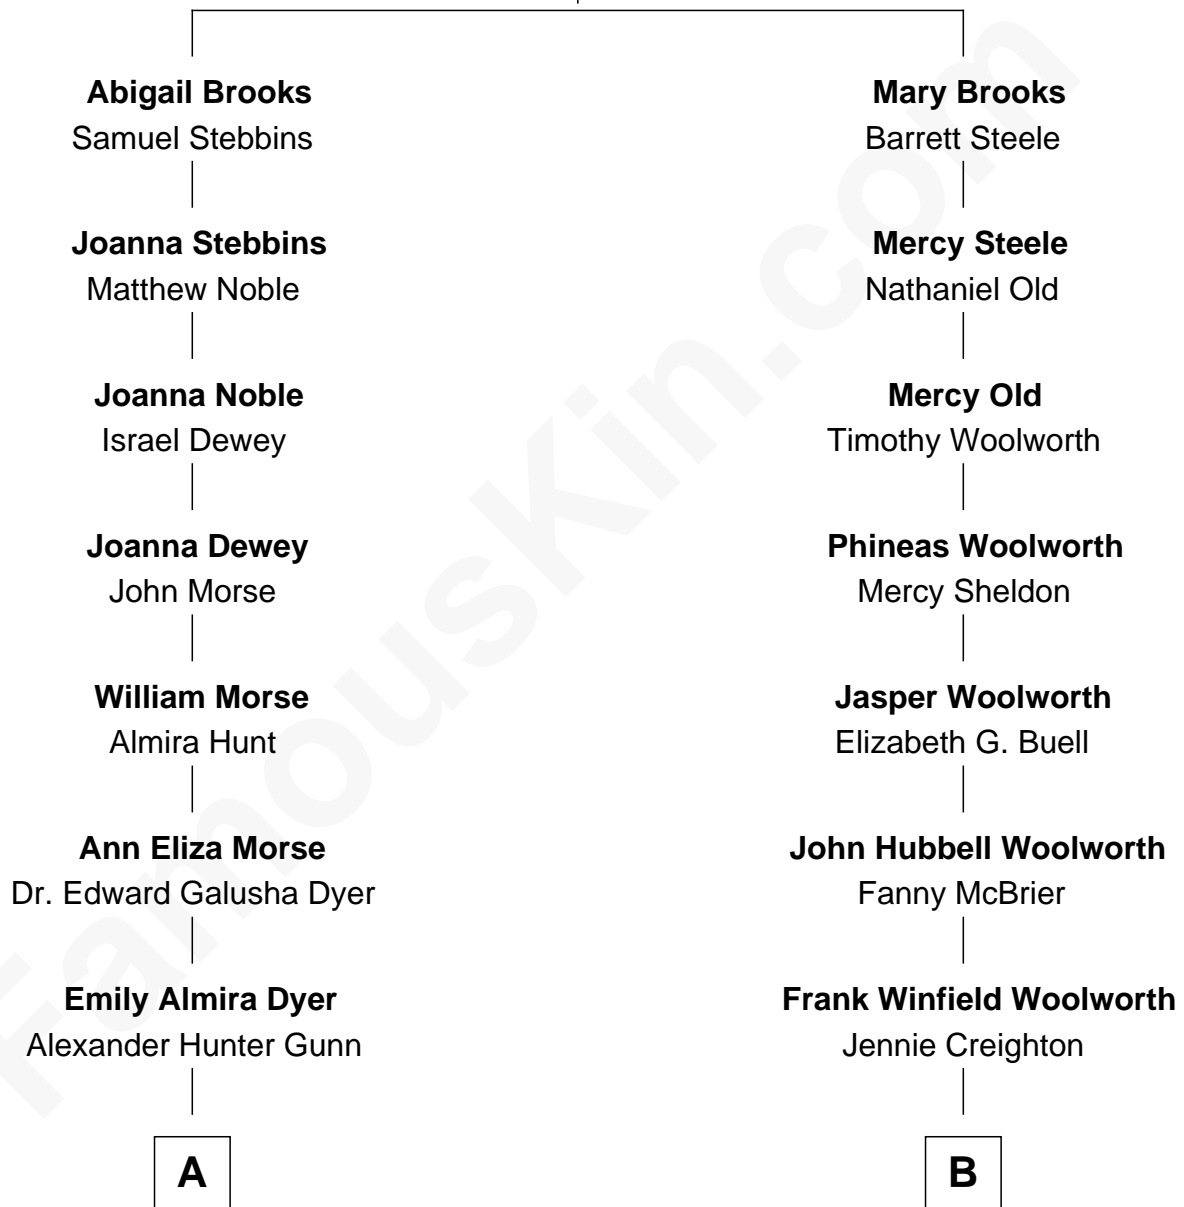 Abigail Brooks
Samuel Stebbins
Mary Brooks
Barrett Steele
Joanna Stebbins
Matthew Noble
Mercy Steele
Nathaniel Old
Joanna Noble
Israel Dewey
Mercy Old
Timothy Woolworth
Joanna Dewey
John Morse
Phineas Woolworth
Mercy Sheldon
William Morse
Almira Hunt
Jasper Woolworth
Elizabeth G. Buell
Ann Eliza Morse
Dr. Edward Galusha Dyer
John Hubbell Woolworth
Fanny McBrier
Emily Almira Dyer
Alexander Hunter Gunn
Frank Winfield Woolworth
Jennie Creighton
A
B
FamousKin.com